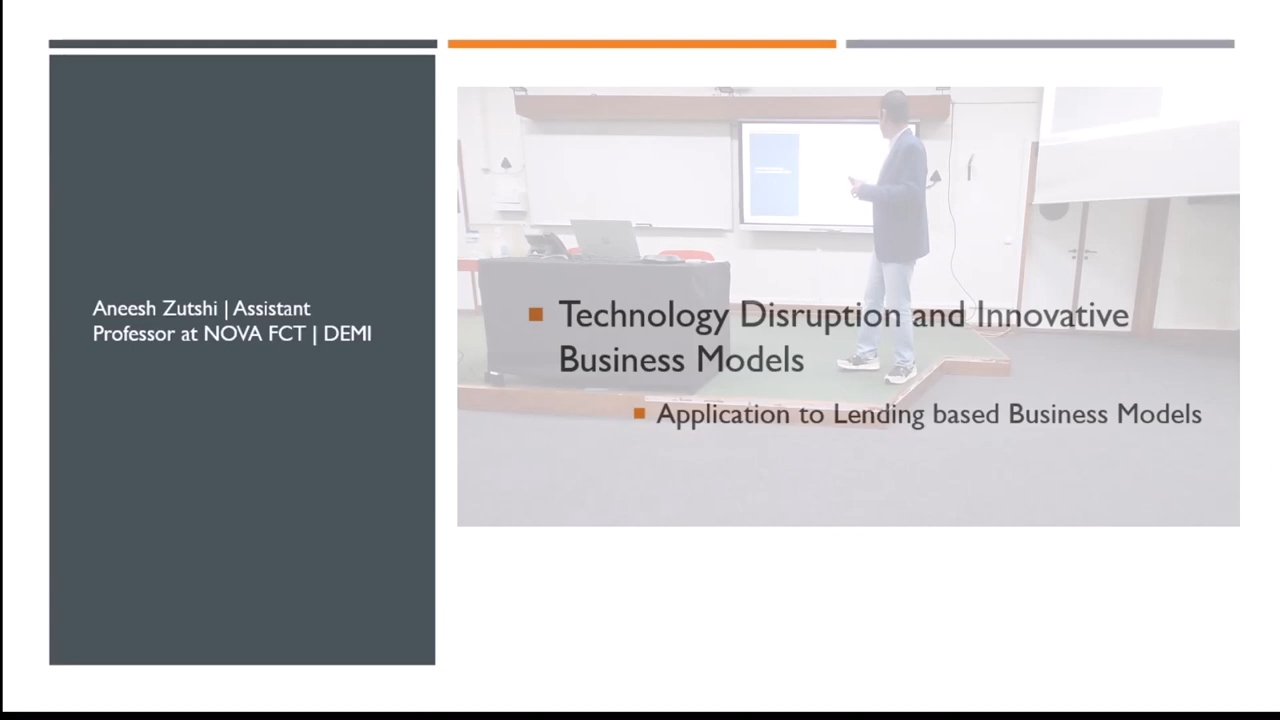 Aneesh Zutshi | Assistant
Professor at NOVA FCT | DEMI
Technology Disruption and Innovative
Business Models
Application to Lending based Business Models